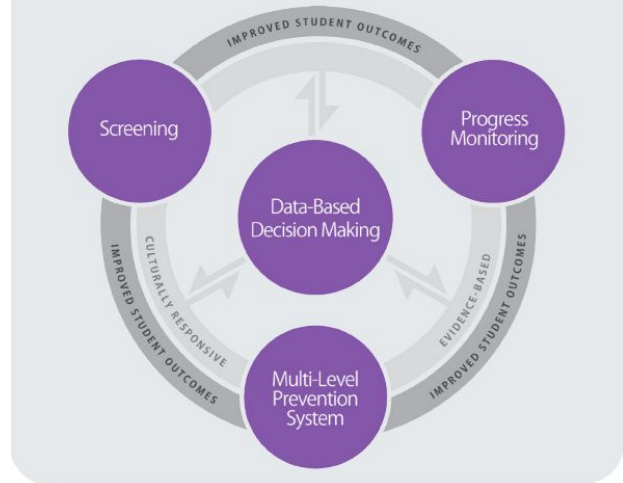 IMPROVED STUDENT OUTCOMES
Screening
Progress
Monitoring
Data-Based
Decision Making
CULTURALLY RESPONSIVE
IMPROVED STUDENT OUTCOMES
EVIDENCE-BASED
IMPROVED STUDENT OUTCOMES
Multi-Level
Prevention
System